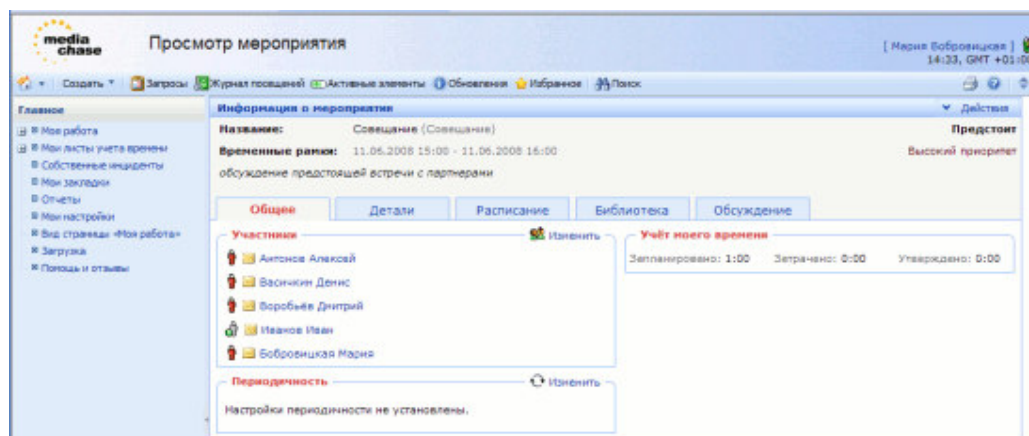 media
chase
Просмотр мероприятия
[ Мария Бобровицкая ]
14:33, GMT +01:00
Создать Запросы Журнал посещений Активные элементы Обновления Избранное Поиск
Главное
Моя работа
Мои листы учета времени
Собственные инциденты
Мои закладки
Отчеты
Мои настройки
Вид страницы «Моя работа»
Загрузка
Помощь и отзывы
Информация о мероприятии Действия
Название: Совещание (Совещание) Предстоит
Временные рамки: 11.06.2008 15:00 - 11.06.2008 16:00 Высокий приоритет
обсуждение предстоящей встречи с партнерами
Общее Детали Расписание Библиотека Обсуждение
Участники Изменить
Антонов Алексей
Васичкин Денис
Воробьёв Дмитрий
Иванов Иван
Бобровицкая Мария
Периодичность Изменить
Настройки периодичности не установлены.
Учёт моего времени
Запланировано: 1:00 Затрачено: 0:00 Утверждено: 0:00